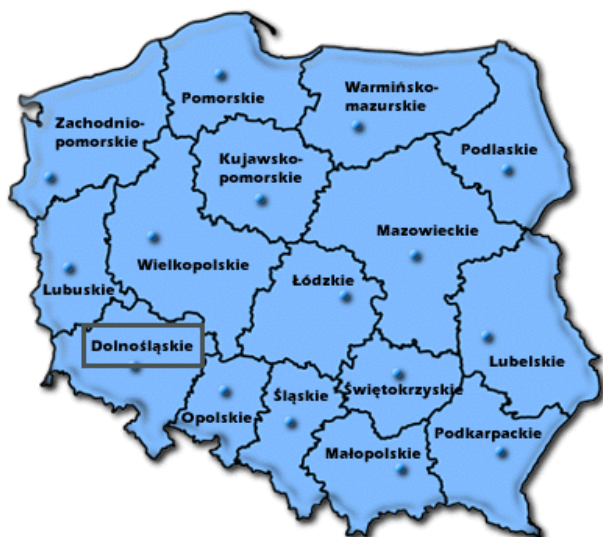 Pomorskie
Warmińsko-
mazurskie
Zachodnio-
pomorskie
Kujawsko-
pomorskie
Podlaskie
Mazowieckie
Wielkopolskie
Lubuskie
Łódzkie
Dolnośląskie
Lubelskie
Opolskie
Śląskie
Świętokrzyskie
Małopolskie
Podkarpackie